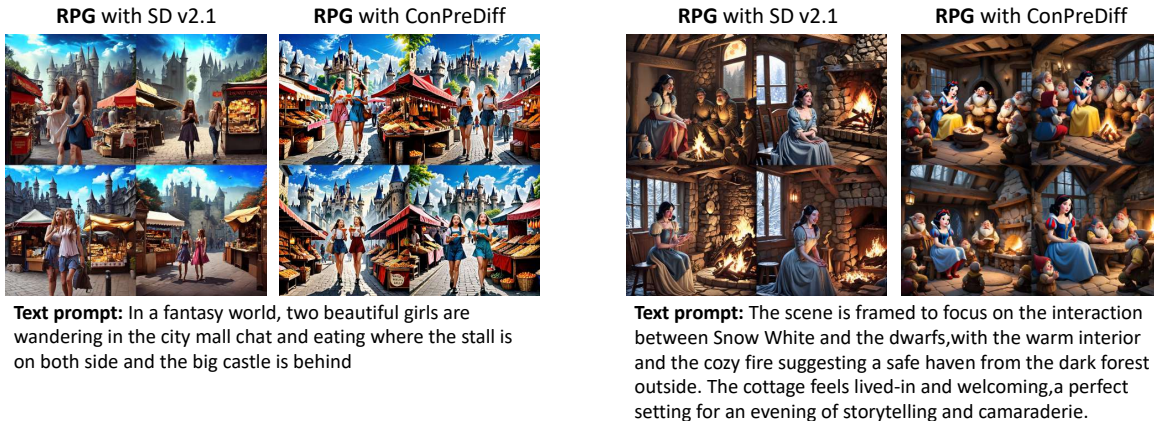 RPG with SD v2.1
RPG with ConPreDiff
Text prompt: In a fantasy world, two beautiful girls are
wandering in the city mall chat and eating where the stall is
on both side and the big castle is behind
RPG with SD v2.1
RPG with ConPreDiff
Text prompt: The scene is framed to focus on the interaction
between Snow White and the dwarfs,with the warm interior
and the cozy fire suggesting a safe haven from the dark forest
outside. The cottage feels lived-in and welcoming,a perfect
setting for an evening of storytelling and camaraderie.